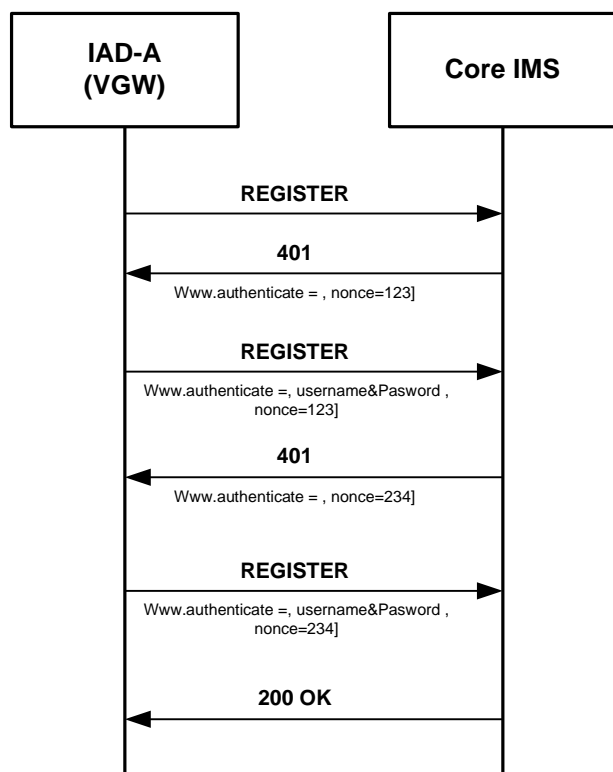 IAD-A
(VGW)
Core IMS
REGISTER
401
Www.authenticate = , nonce=123]
REGISTER
Www.authenticate =, username&Pasword ,
nonce=123]
401
Www.authenticate = , nonce=234]
REGISTER
Www.authenticate =, username&Pasword ,
nonce=234]
200 OK